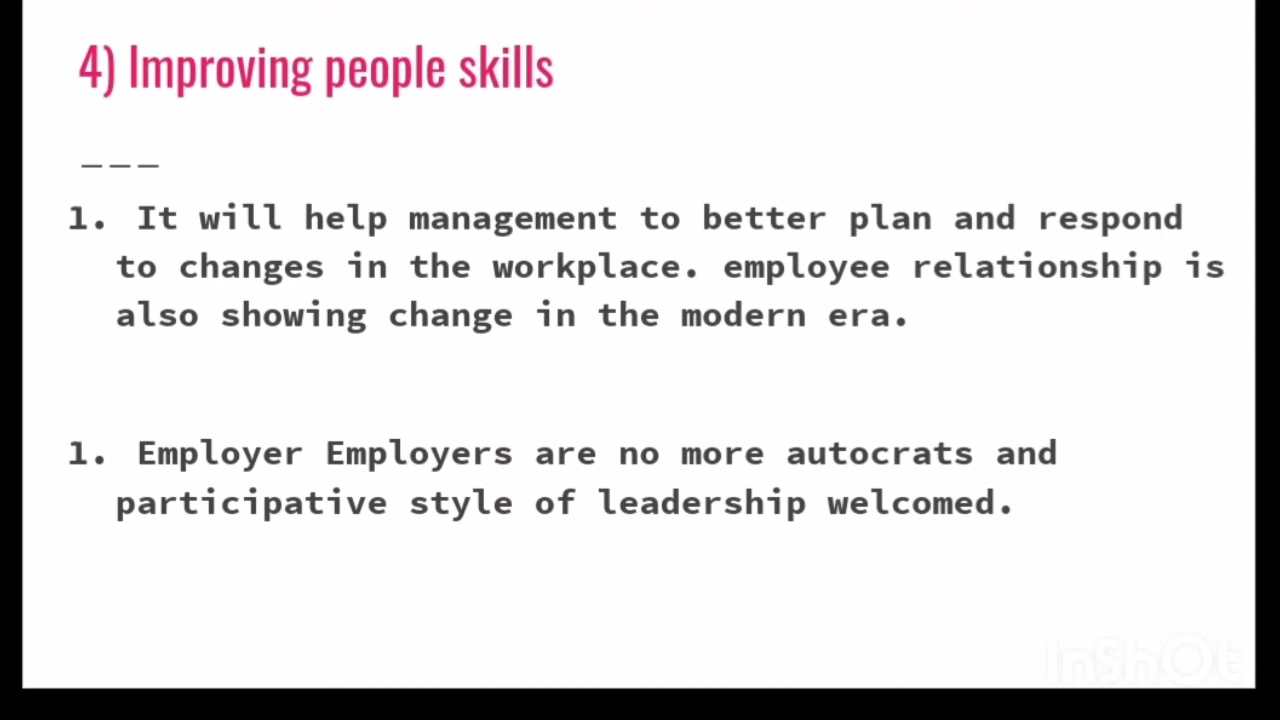 4) Improving people skills
———
1. It will help management to better plan and respond
to changes in the workplace. employee relationship is
also showing change in the modern era.
1. Employer Employers are no more autocrats and
participative style of leadership welcomed.
InShOt